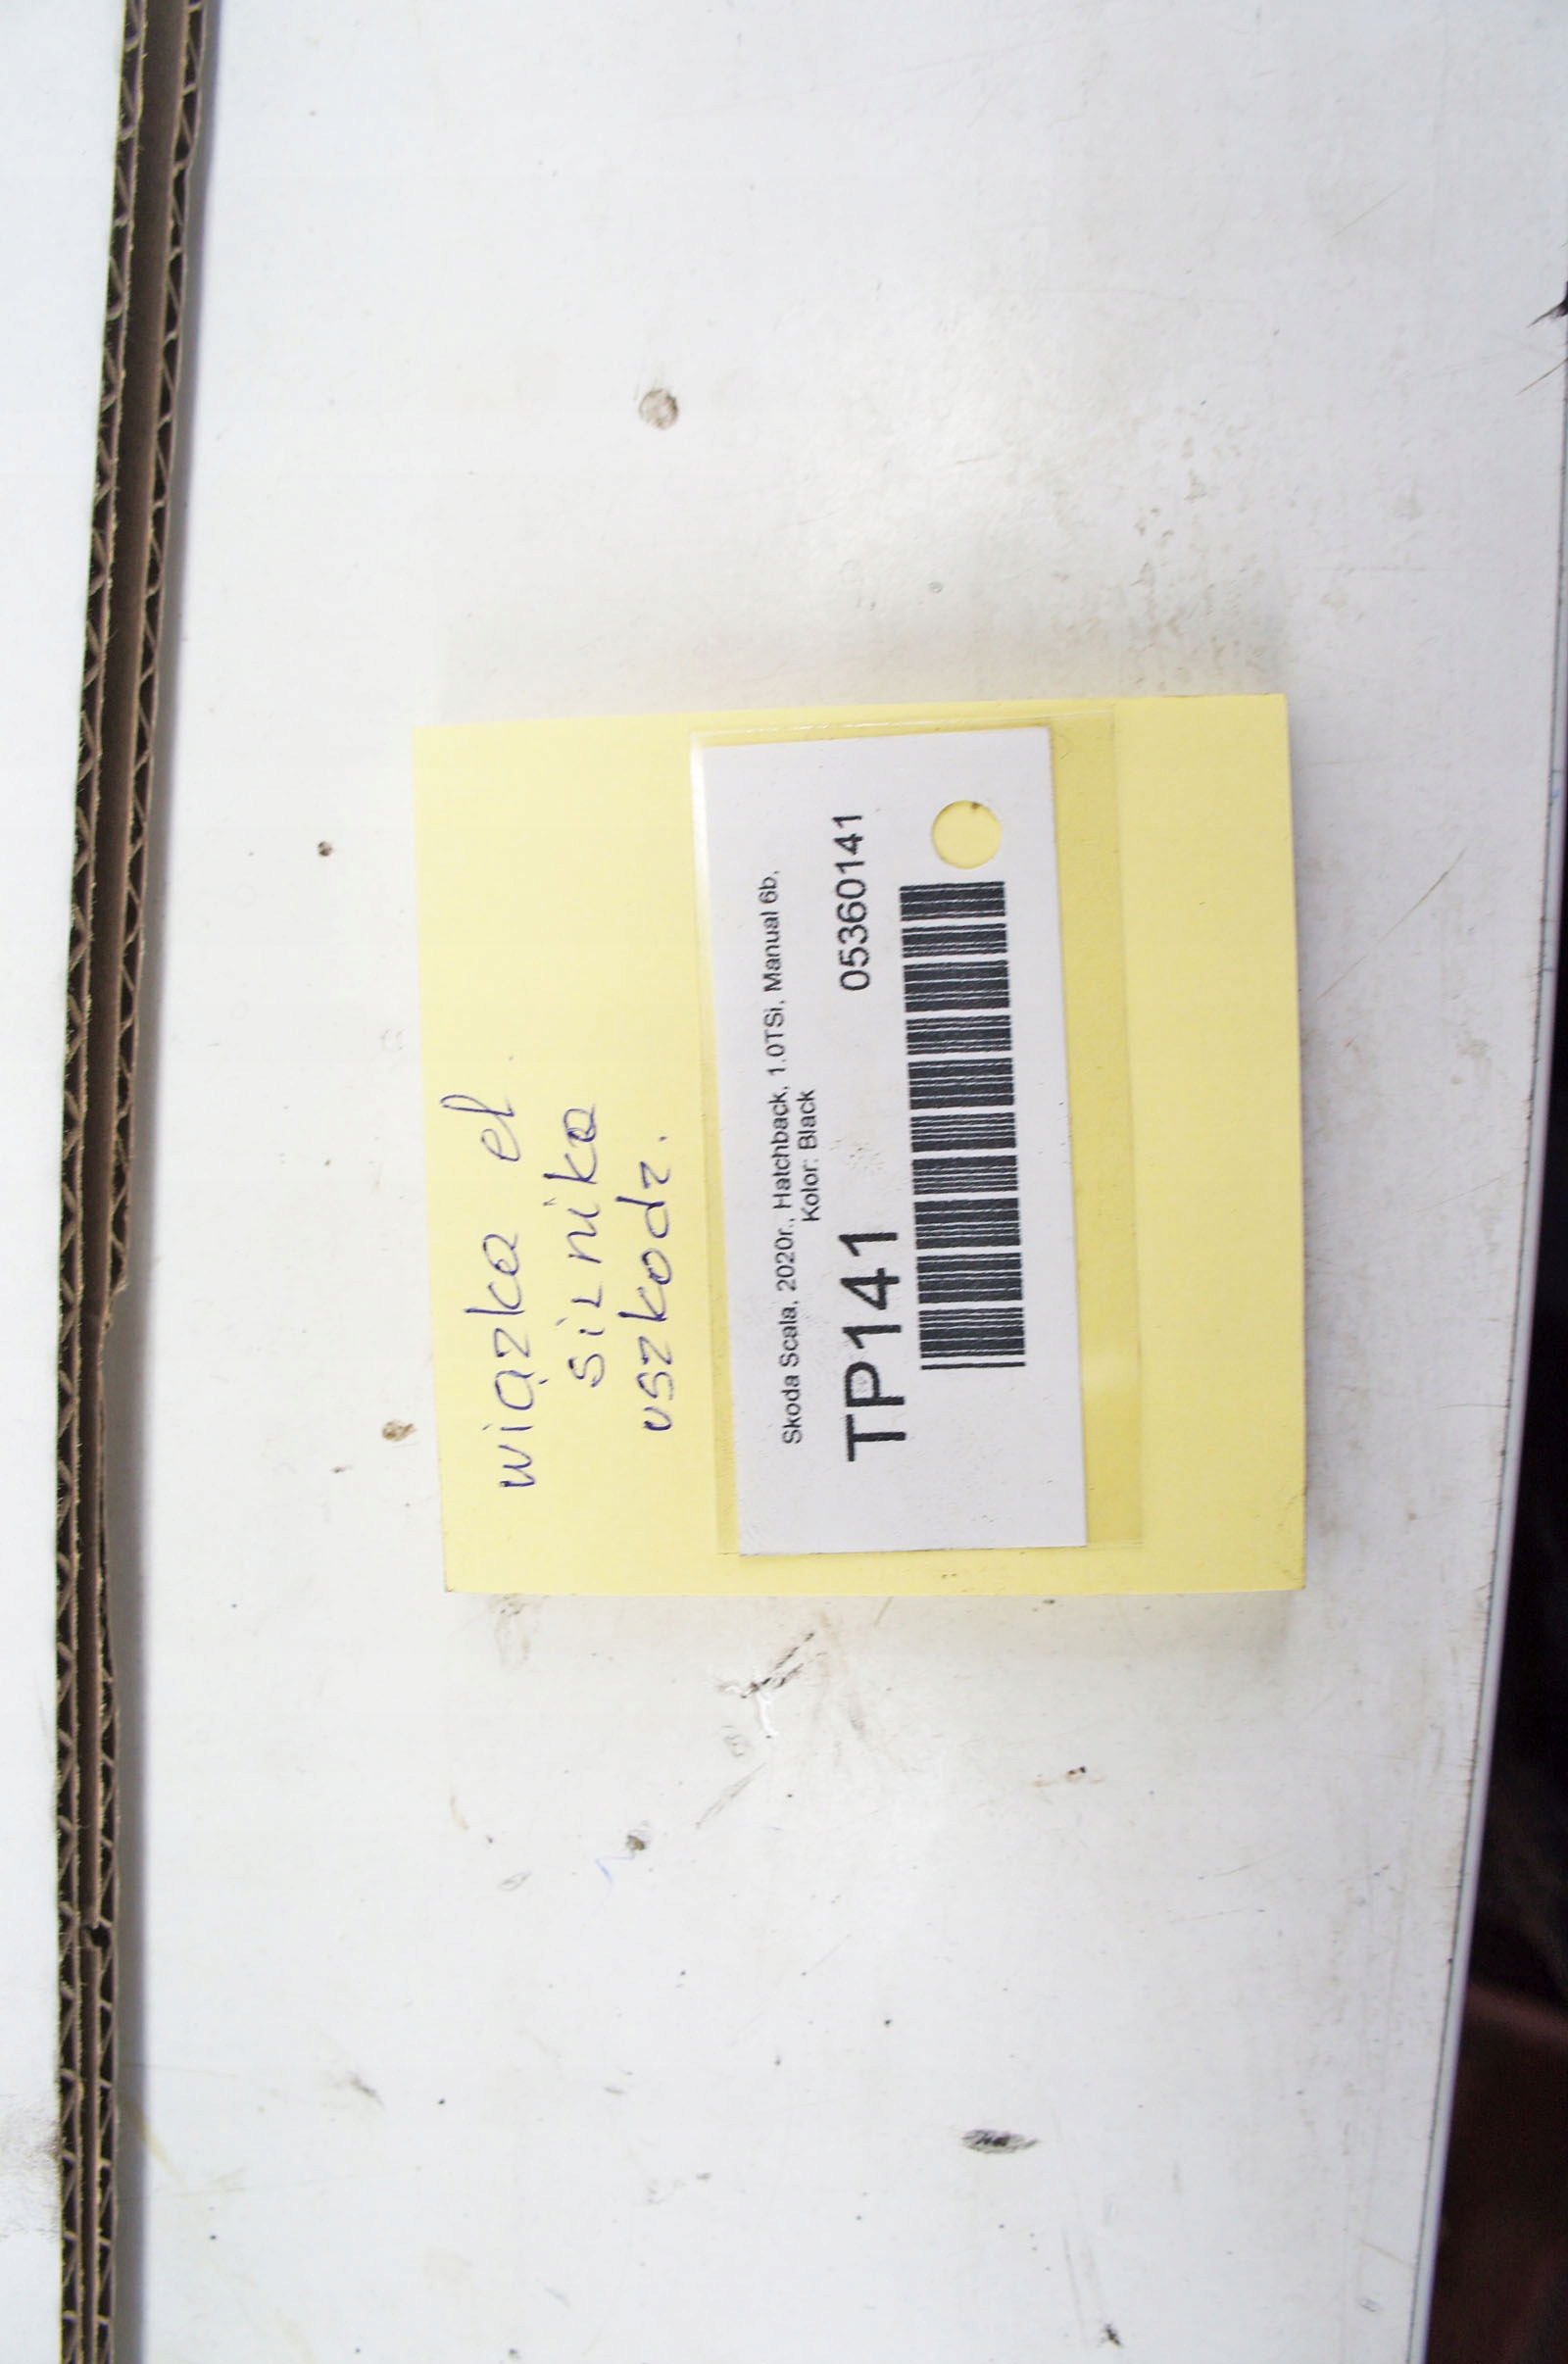 wiązka el.
silnika
uszkodz.
Skoda Scala, 2020r., Hatchback, 1.0TSi, Manual 6b,
Kolor: Black
TP141 05360141